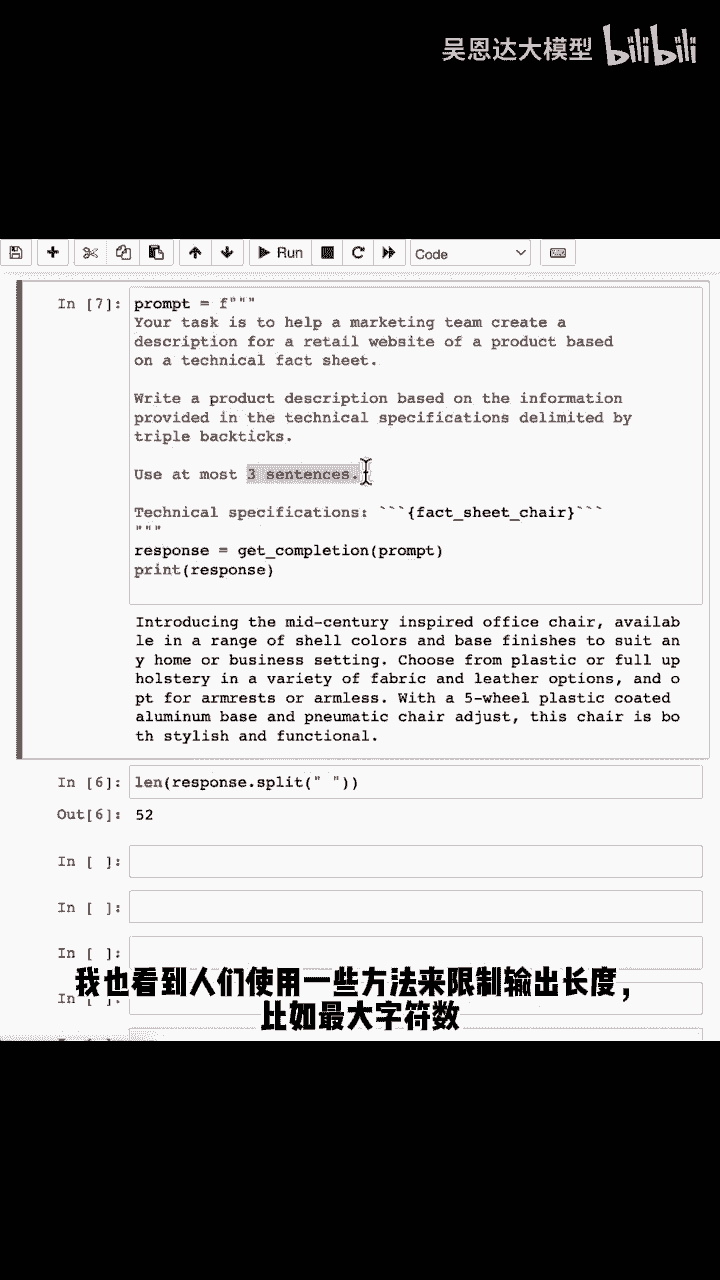 吴恩达大模型 bilibili
Run Code
In [7]: prompt = f"""
Your task is to help a marketing team create a
description for a retail website of a product based
on a technical fact sheet.
Write a product description based on the information
provided in the technical specifications delimited by
triple backticks.
Use at most 3 sentences.
Technical specifications: ```{fact_sheet_chair}```
"""
response = get_completion(prompt)
print(response)
Introducing the mid-century inspired office chair, availab
le in a range of shell colors and base finishes to suit an
y home or business setting. Choose from plastic or full up
holstery in a variety of fabric and leather options, and o
pt for armrests or armless. With a 5-wheel plastic coated
aluminum base and pneumatic chair adjust, this chair is bo
th stylish and functional.
In [6]: len(response.split(" "))
Out[6]: 52
In [ ]:
In [ ]:
In [ ]:
In [ ]:
我也看到人们使用一些方法来限制输出长度，
比如最大字符数